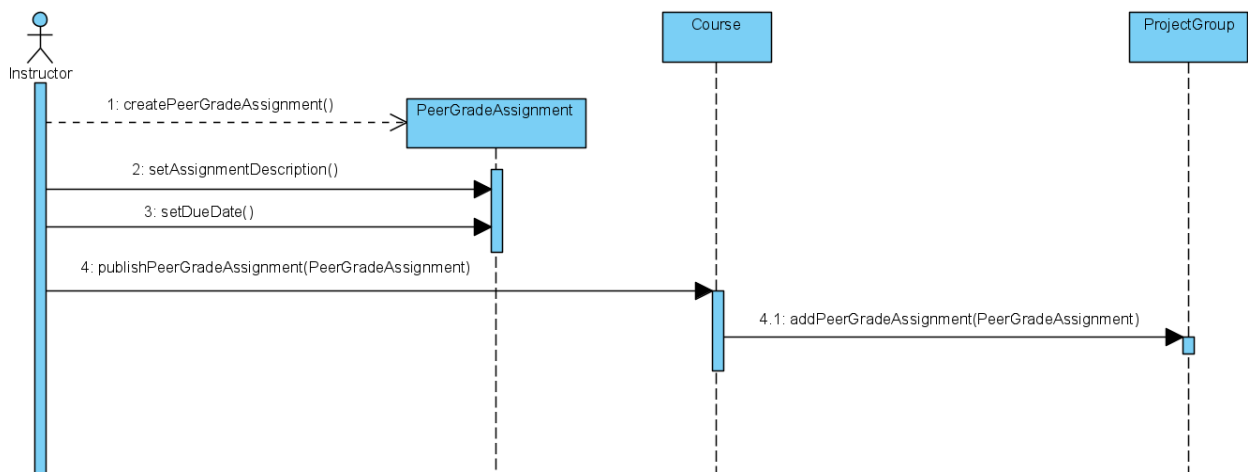 Course
ProjectGroup
Instructor
1: createPeerGradeAssignment()
PeerGradeAssignment
2: setAssignmentDescription()
3: setDueDate()
4: publishPeerGradeAssignment(PeerGradeAssignment)
4.1: addPeerGradeAssignment(PeerGradeAssignment)